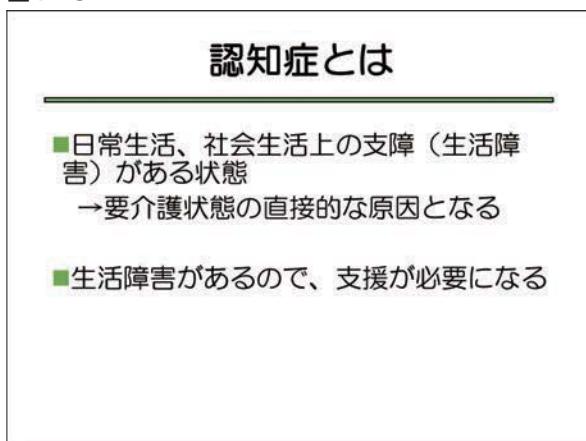 認知症とは
■日常生活、社会生活上の支障（生活障
害）がある状態
→要介護状態の直接的な原因となる
■生活障害があるので、支援が必要になる